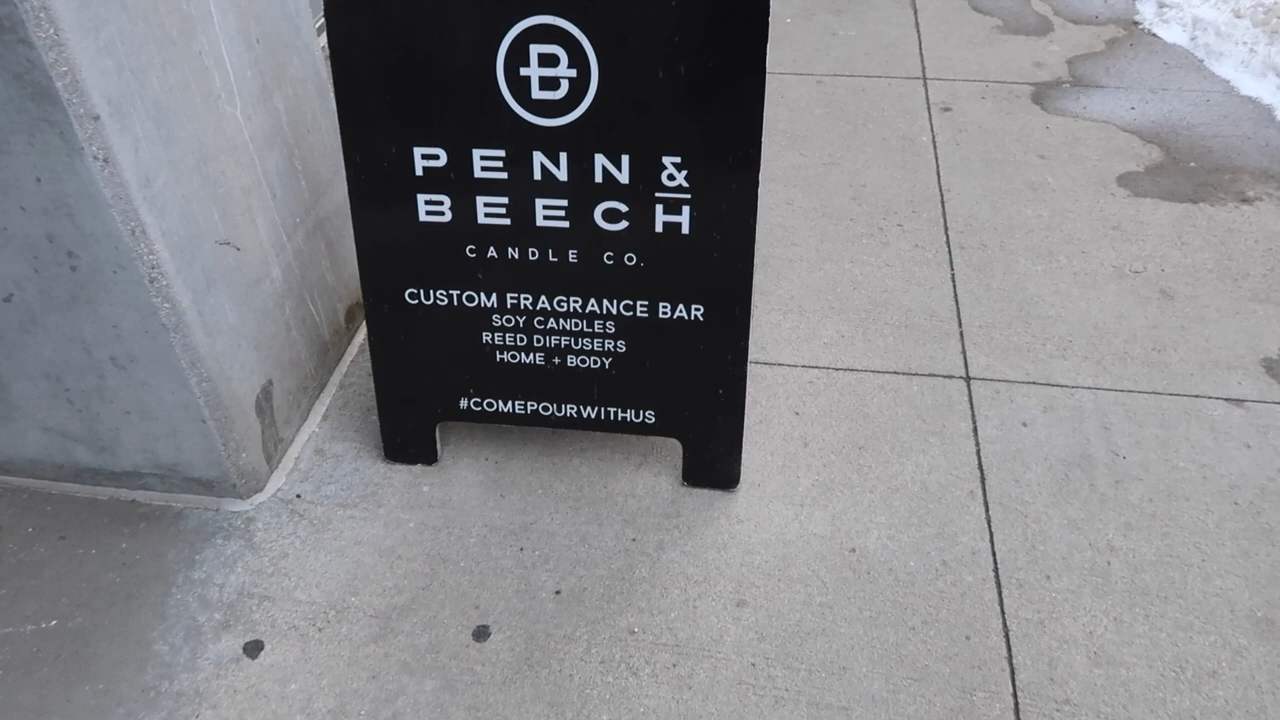 B
PENN &
BEECH
CANDLE CO.
CUSTOM FRAGRANCE BAR
SOY CANDLES
REED DIFFUSERS
HOME + BODY
#COMEPOURWITHUS